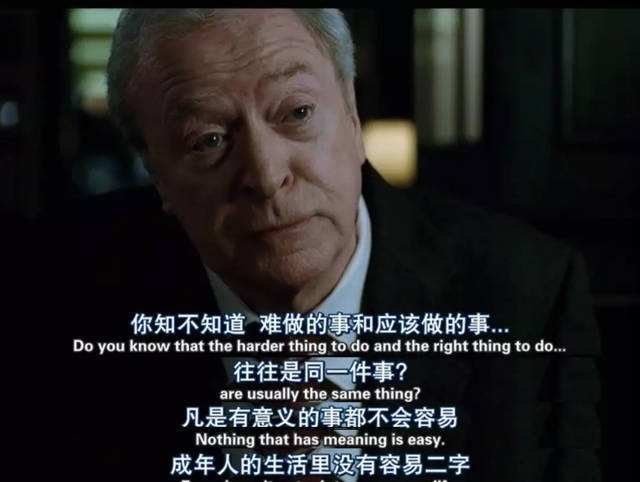 你知不知道 难做的事和应该做的事...
Do you know that the harder thing to do and the right thing to do...
往往是同一件事?
are usually the same thing?
凡是有意义的事都不会容易
Nothing that has meaning is easy.
成年人的生活里没有容易二字